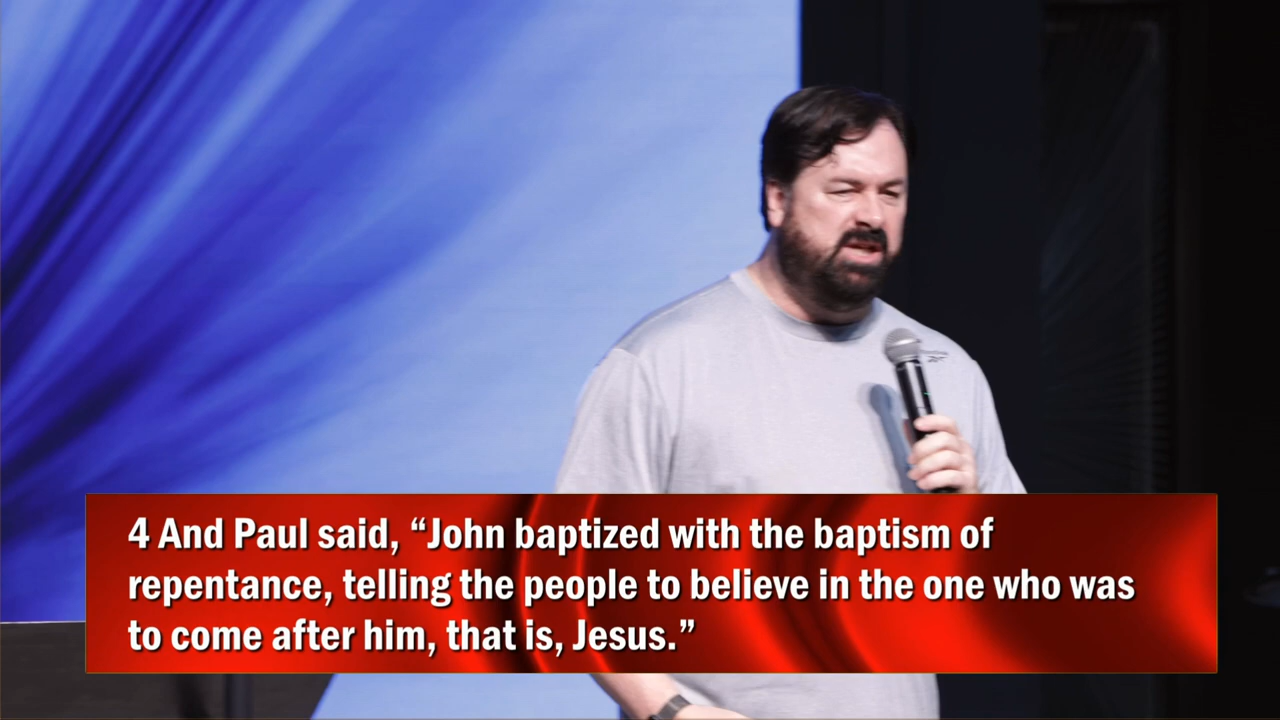 4 And Paul said, “John baptized with the baptism of
repentance, telling the people to believe in the one who was
to come after him, that is, Jesus.”